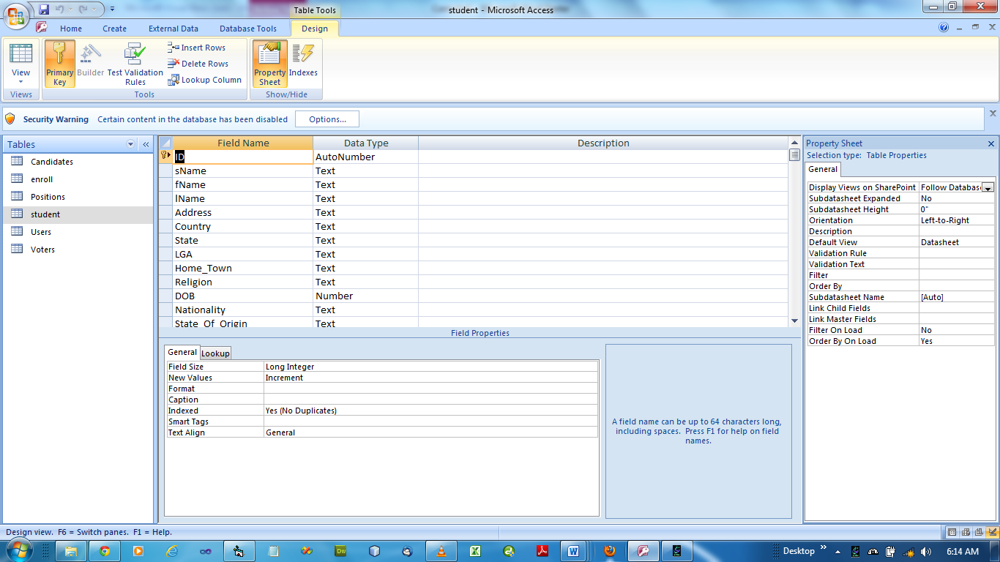 Table Tools
student - Microsoft Access
Home Create External Data Database Tools Design
View
Views
Primary Key
Builder
Test Validation Rules
Insert Rows
Delete Rows
Lookup Column
Tools
Property Sheet
Indexes
Show/Hide
Security Warning Certain content in the database has been disabled Options...
Tables
Candidates
enroll
Positions
student
Users
Voters
Field Name Data Type Description
ID AutoNumber
sName Text
fName Text
lName Text
Address Text
Country Text
State Text
LGA Text
Home_Town Text
Religion Text
DOB Number
Nationality Text
State_Of_Origin Text
Field Properties
General Lookup
Field Size Long Integer
New Values Increment
Format
Caption
Indexed Yes (No Duplicates)
Smart Tags
Text Align General
A field name can be up to 64 characters long,
including spaces. Press F1 for help on field
names.
Property Sheet
Selection type: Table Properties
General
Display Views on SharePoint Follow Database
Subdatasheet Expanded No
Subdatasheet Height 0"
Orientation Left-to-Right
Description
Default View Datasheet
Validation Rule
Validation Text
Filter
Order By
Subdatasheet Name [Auto]
Link Child Fields
Link Master Fields
Filter On Load No
Order By On Load Yes
Design view. F6 = Switch panes. F1 = Help.
Desktop 6:14 AM